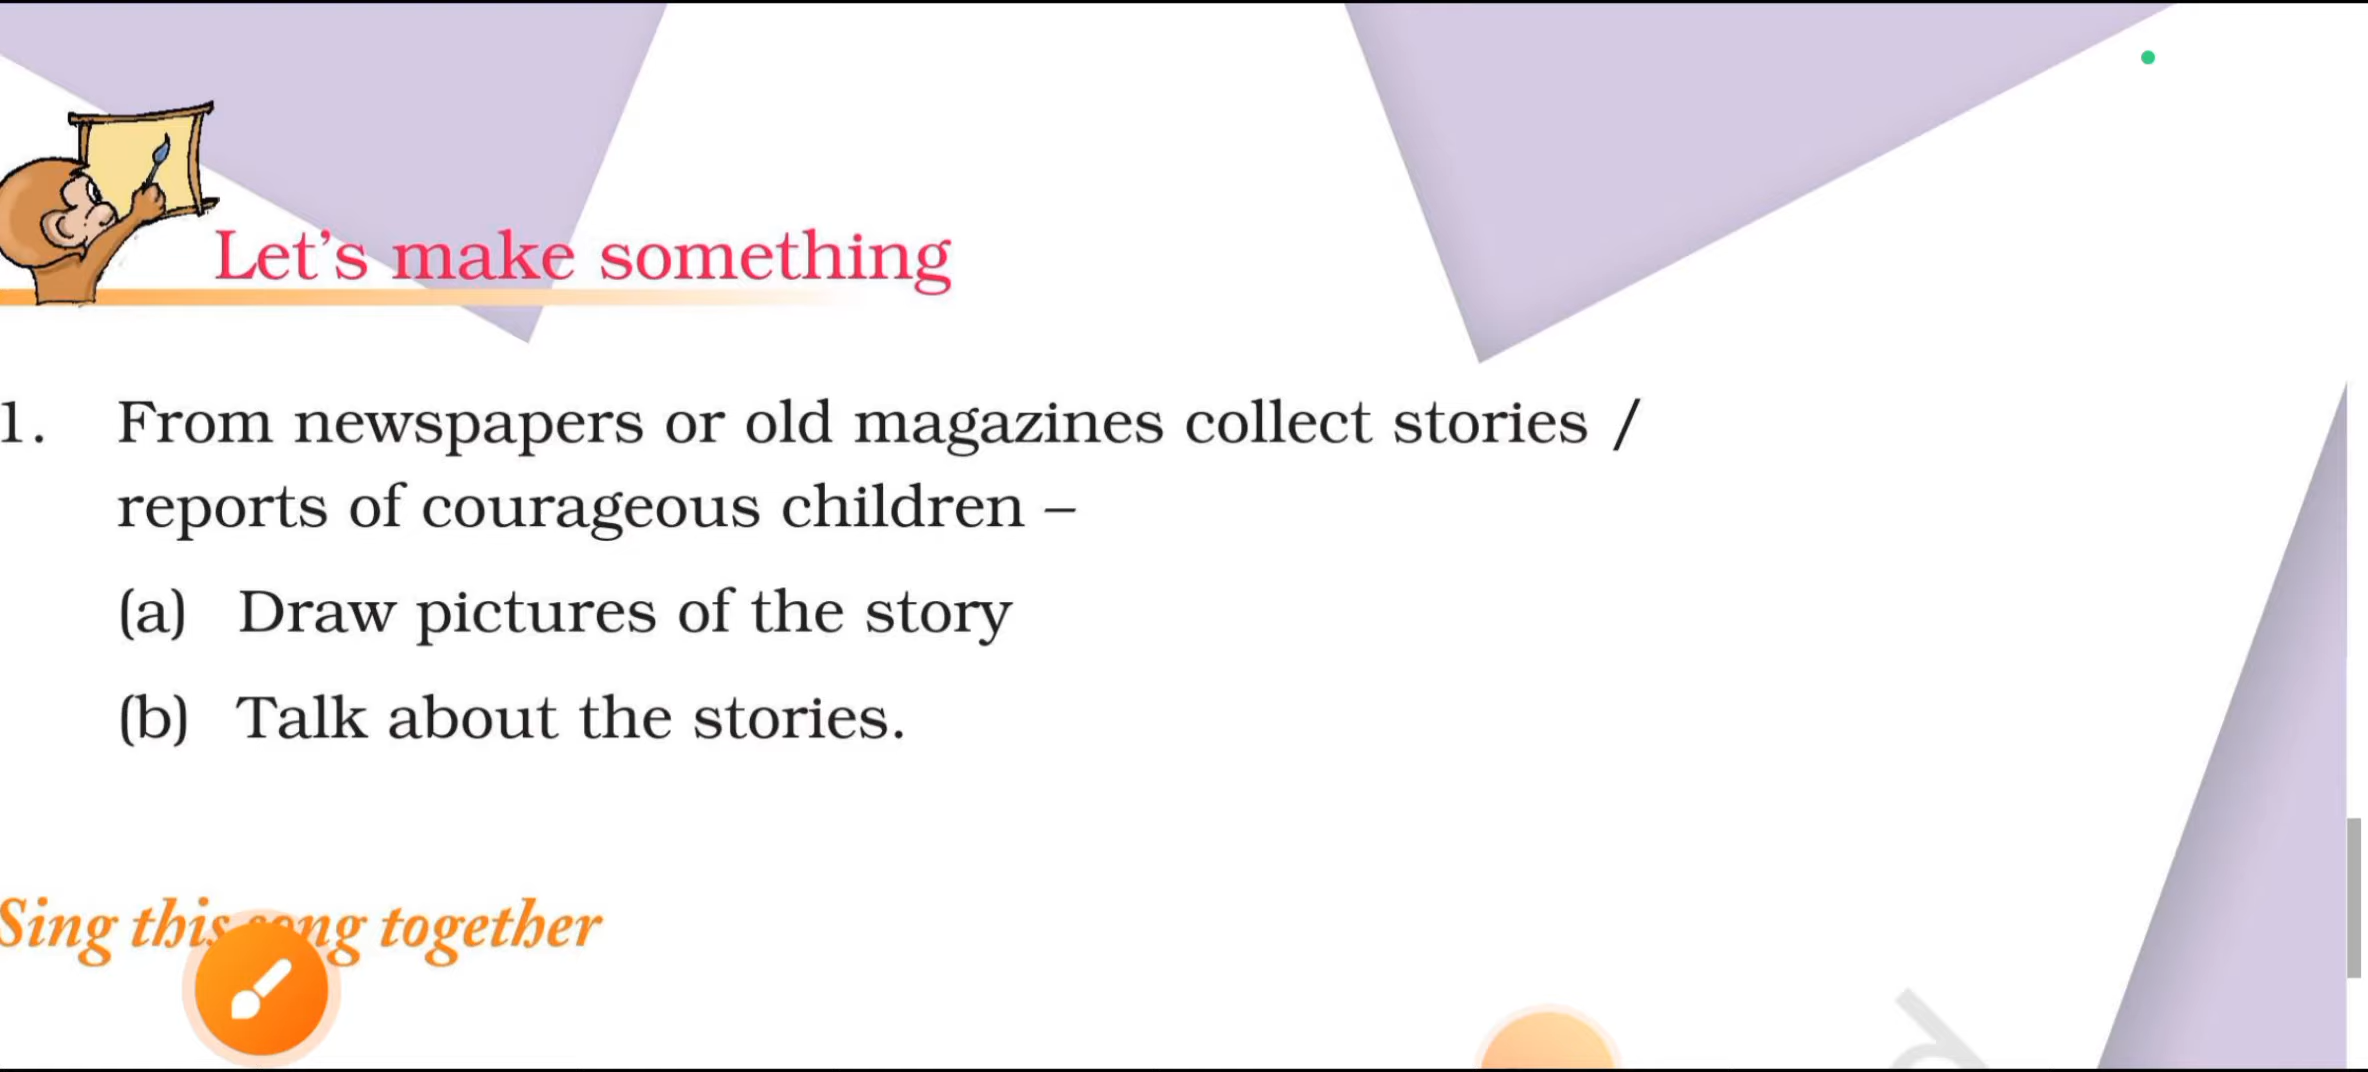 Let's make something
1. From newspapers or old magazines collect stories /
reports of courageous children –
(a) Draw pictures of the story
(b) Talk about the stories.
Sing this song together